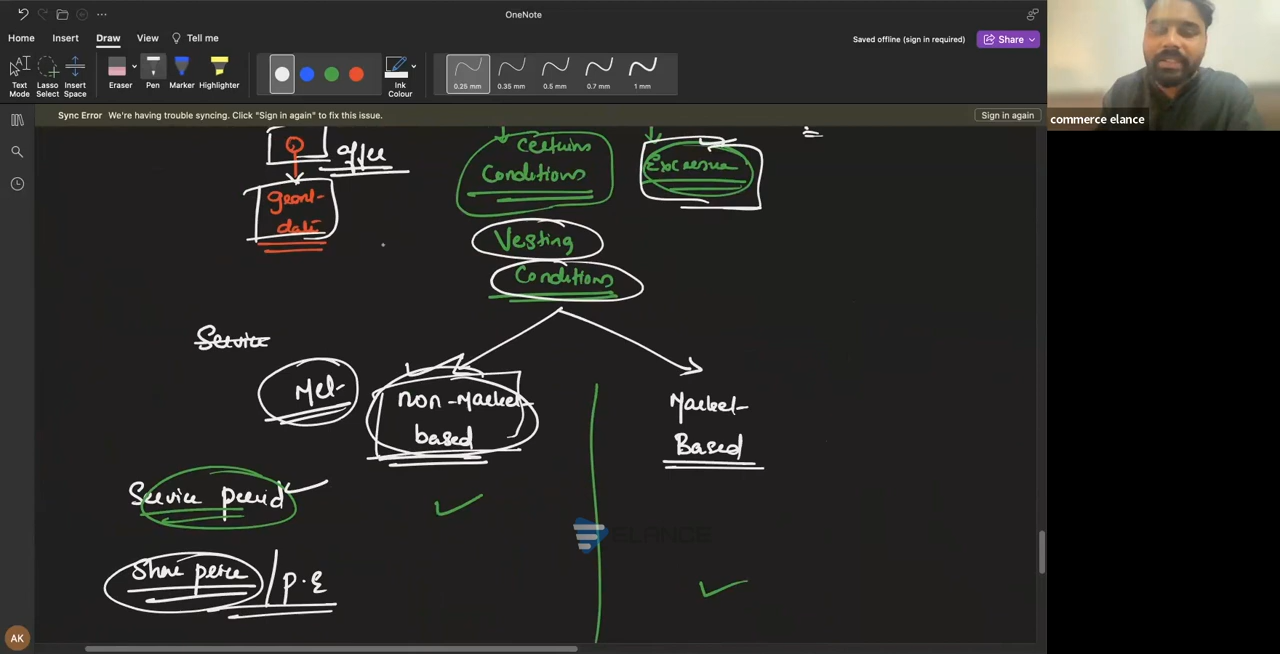 OneNote
Home Insert Draw View Tell me
Saved offline (sign in required) Share
Text Mode
Lasso Select
Insert Space
Eraser
Pen
Marker
Highlighter
Ink Colour
0.25 mm 0.35 mm 0.5 mm 0.7 mm 1 mm
commerce elance
Sync Error We're having trouble syncing. Click "Sign in again" to fix this issue. Sign in again
offer
Certains
Conditions
grant-
date
Vesting
Conditions
Service
Met-
non-Market-
based
Market-
Based
Service period
ELANCE
Share price / P.E
AK